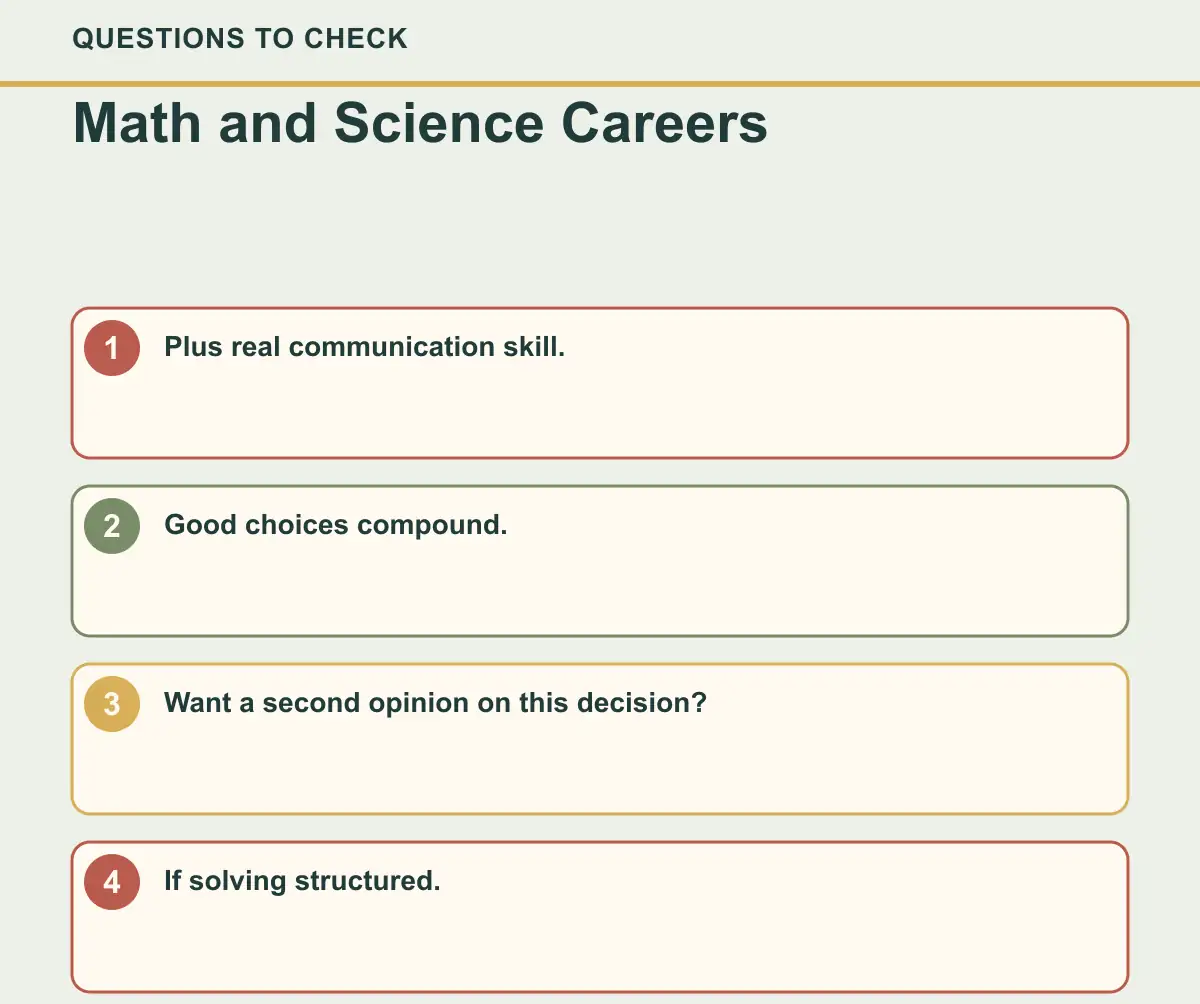 QUESTIONS TO CHECK
Math and Science Careers
1 Plus real communication skill.
2 Good choices compound.
3 Want a second opinion on this decision?
4 If solving structured.